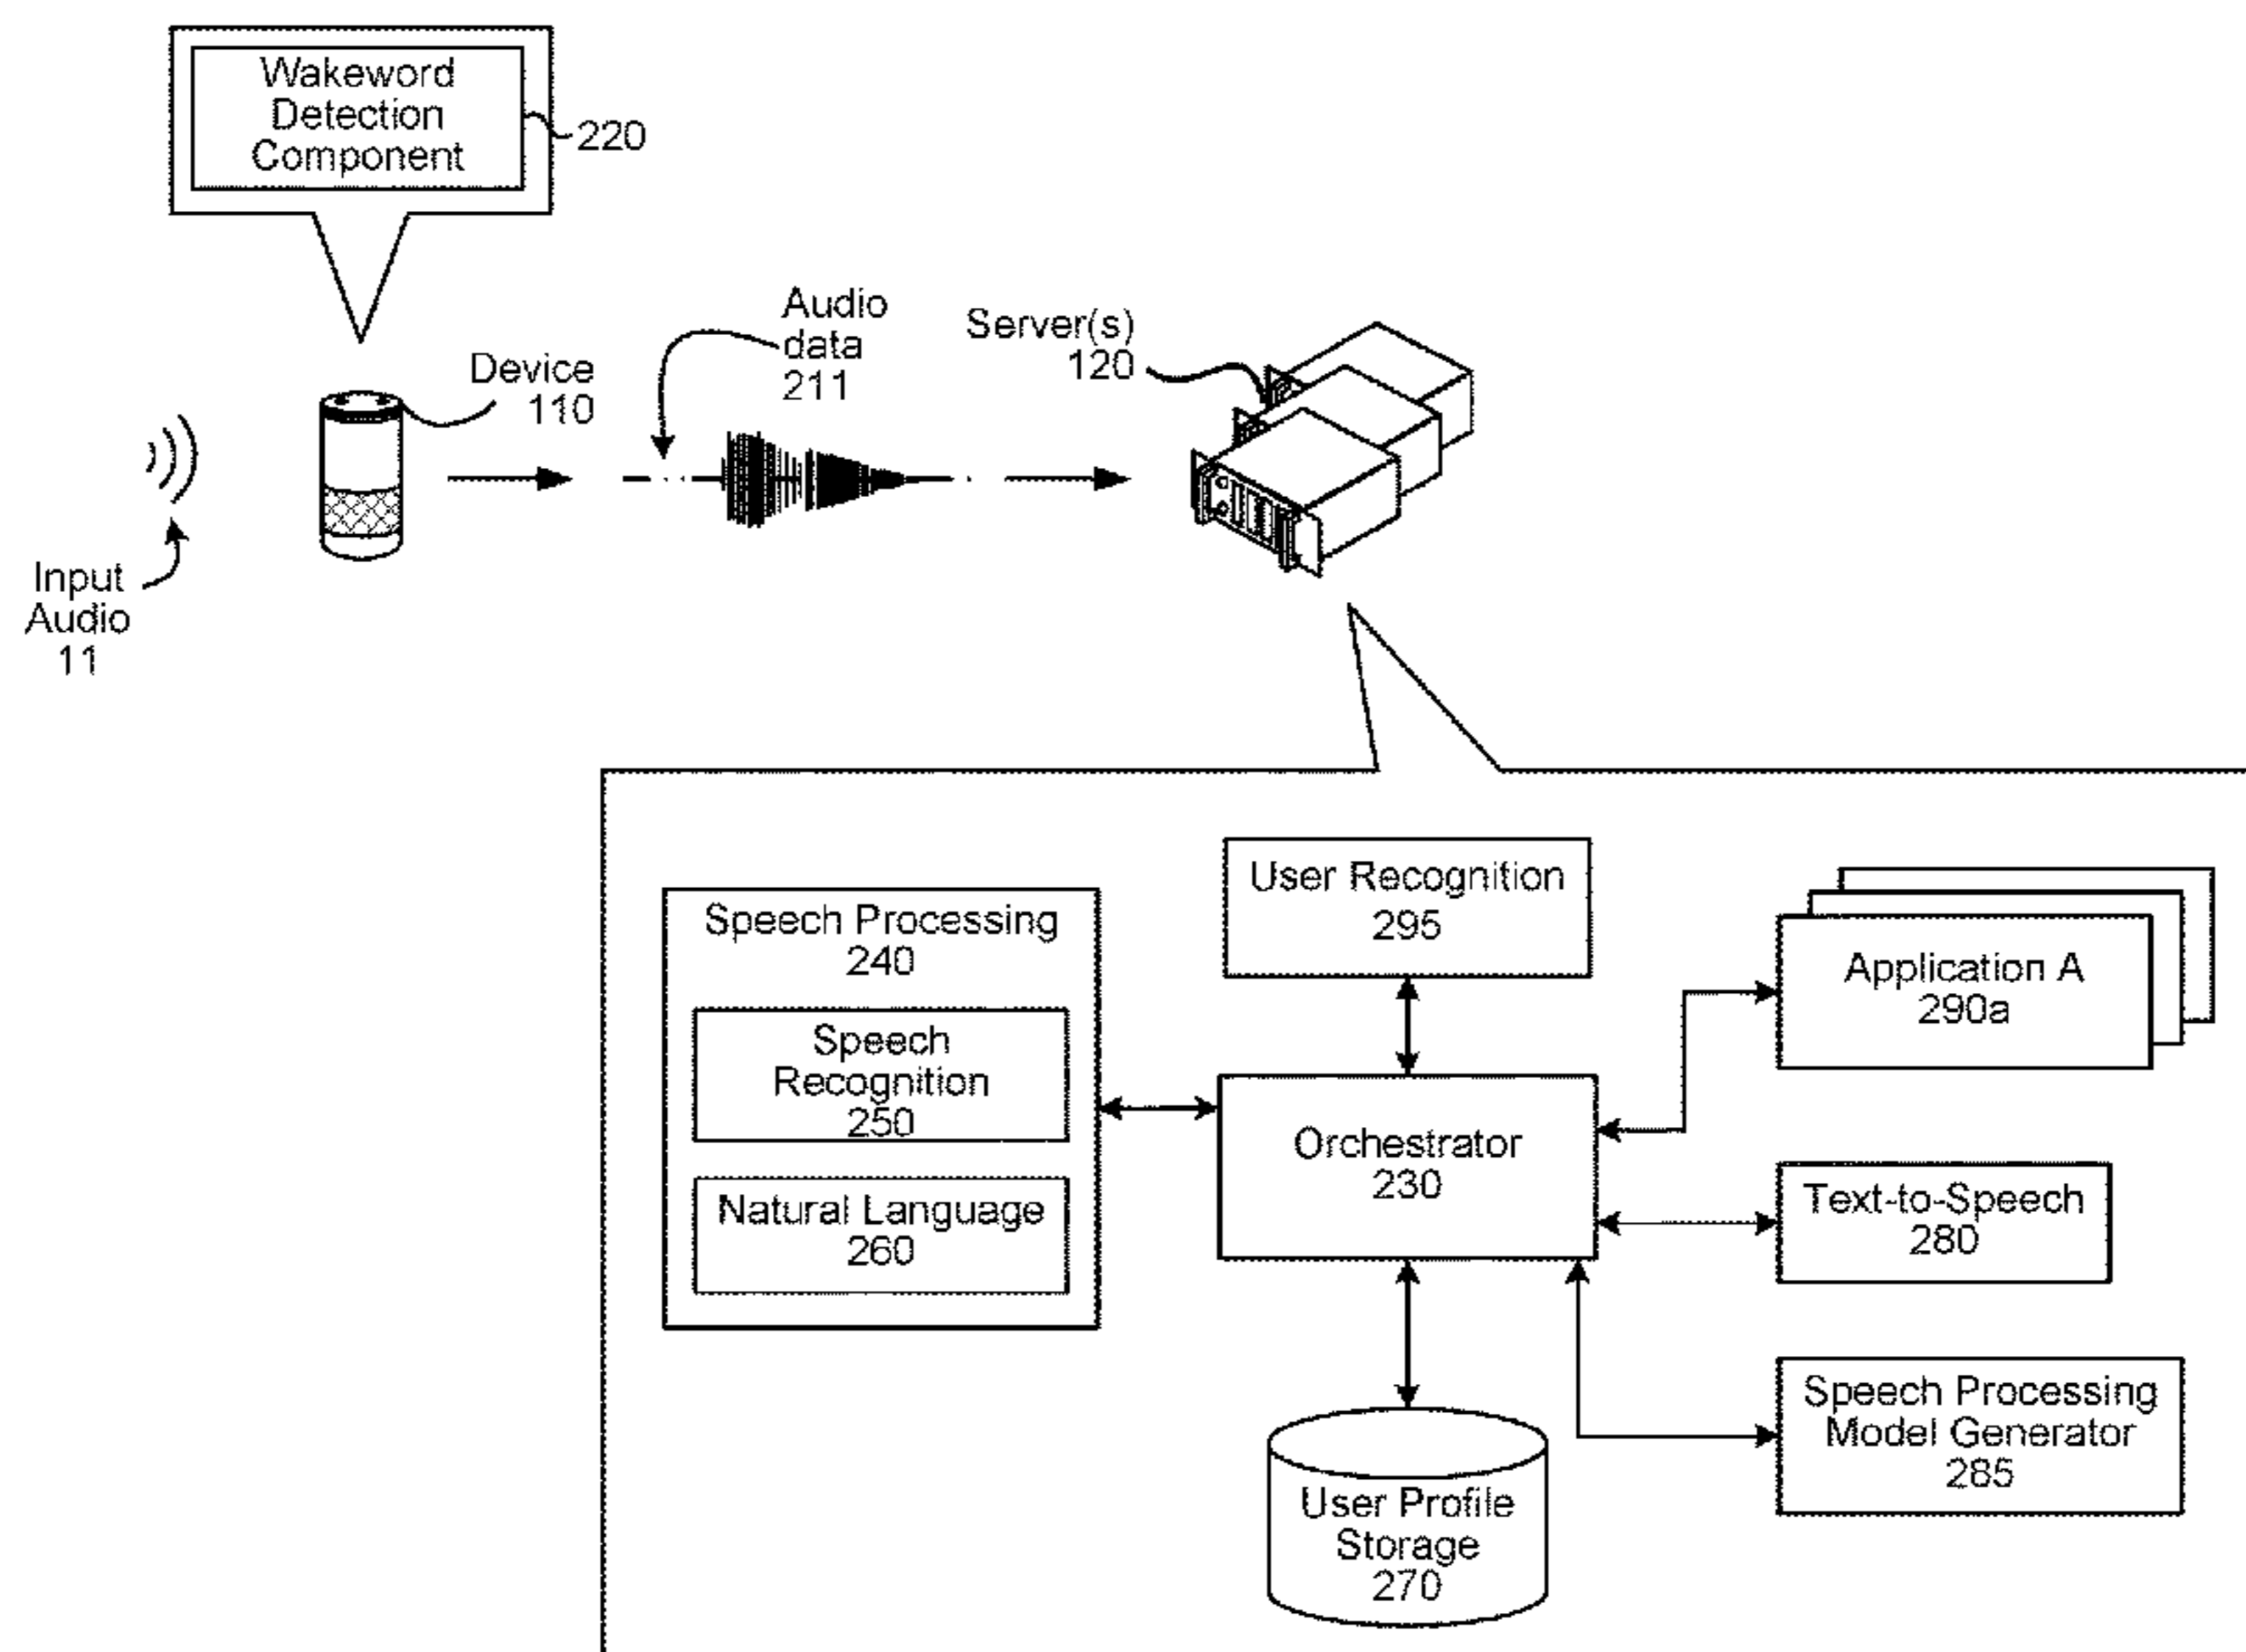 Wakeword
Detection
Component
220
Audio
data
211
Server(s)
120
Device
110
Input
Audio
11
User Recognition
295
Speech Processing
240
Application A
290a
Speech
Recognition
250
Orchestrator
230
Natural Language
260
Text-to-Speech
280
Speech Processing
Model Generator
285
User Profile
Storage
270